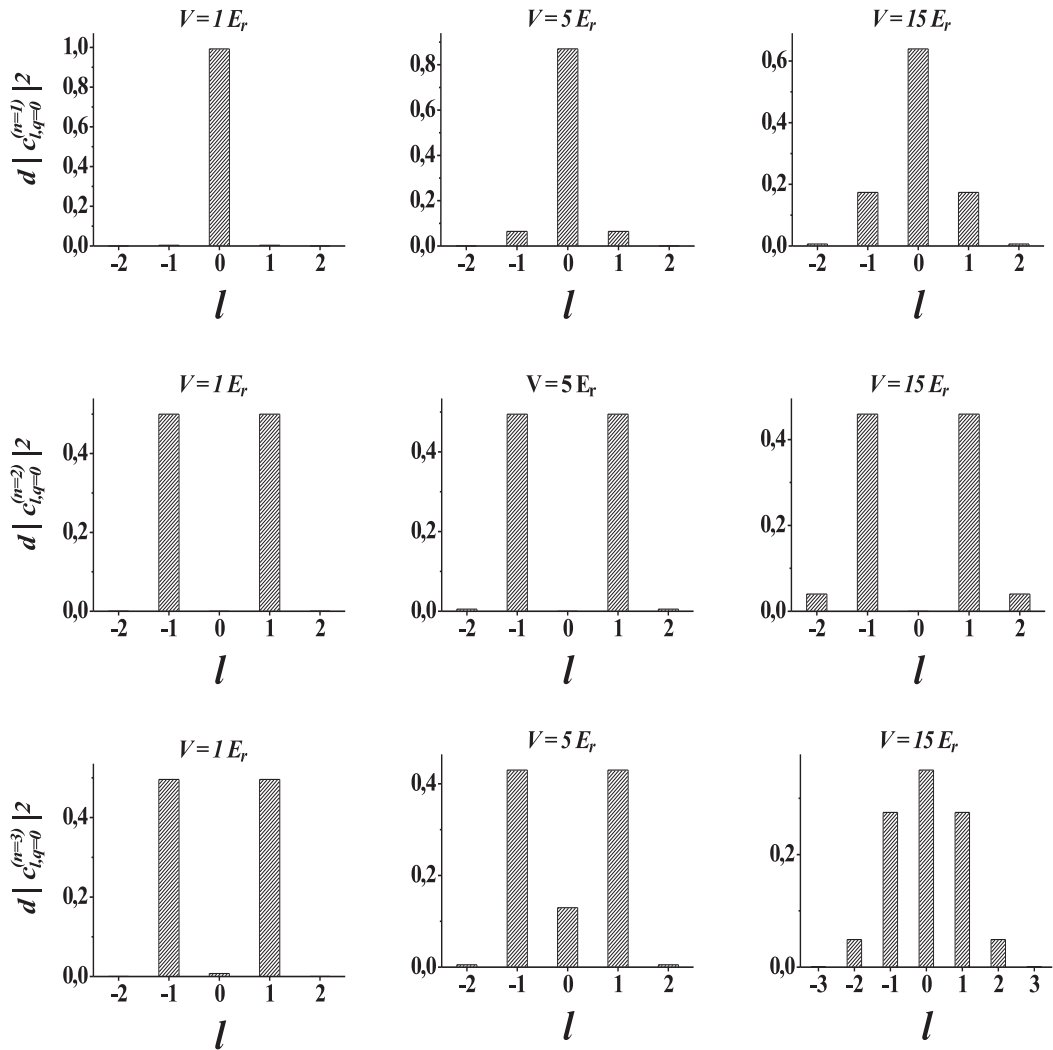 V = 1 E_r
V = 5 E_r
V = 15 E_r
d | c_{l,q=0}^{(n=1)} |2
1,0
0,8
0,6
0,4
0,2
0,0
-2 -1 0 1 2
l
0,8
0,6
0,4
0,2
0,0
-2 -1 0 1 2
l
0,6
0,4
0,2
0,0
-2 -1 0 1 2
l
V = 1 E_r
V = 5 E_r
V = 15 E_r
d | c_{l,q=0}^{(n=2)} |2
0,4
0,2
0,0
-2 -1 0 1 2
l
0,4
0,2
0,0
-2 -1 0 1 2
l
0,4
0,2
0,0
-2 -1 0 1 2
l
V = 1 E_r
V = 5 E_r
V = 15 E_r
d | c_{l,q=0}^{(n=3)} |2
0,4
0,2
0,0
-2 -1 0 1 2
l
0,4
0,2
0,0
-2 -1 0 1 2
l
0,2
0,0
-3 -2 -1 0 1 2 3
l